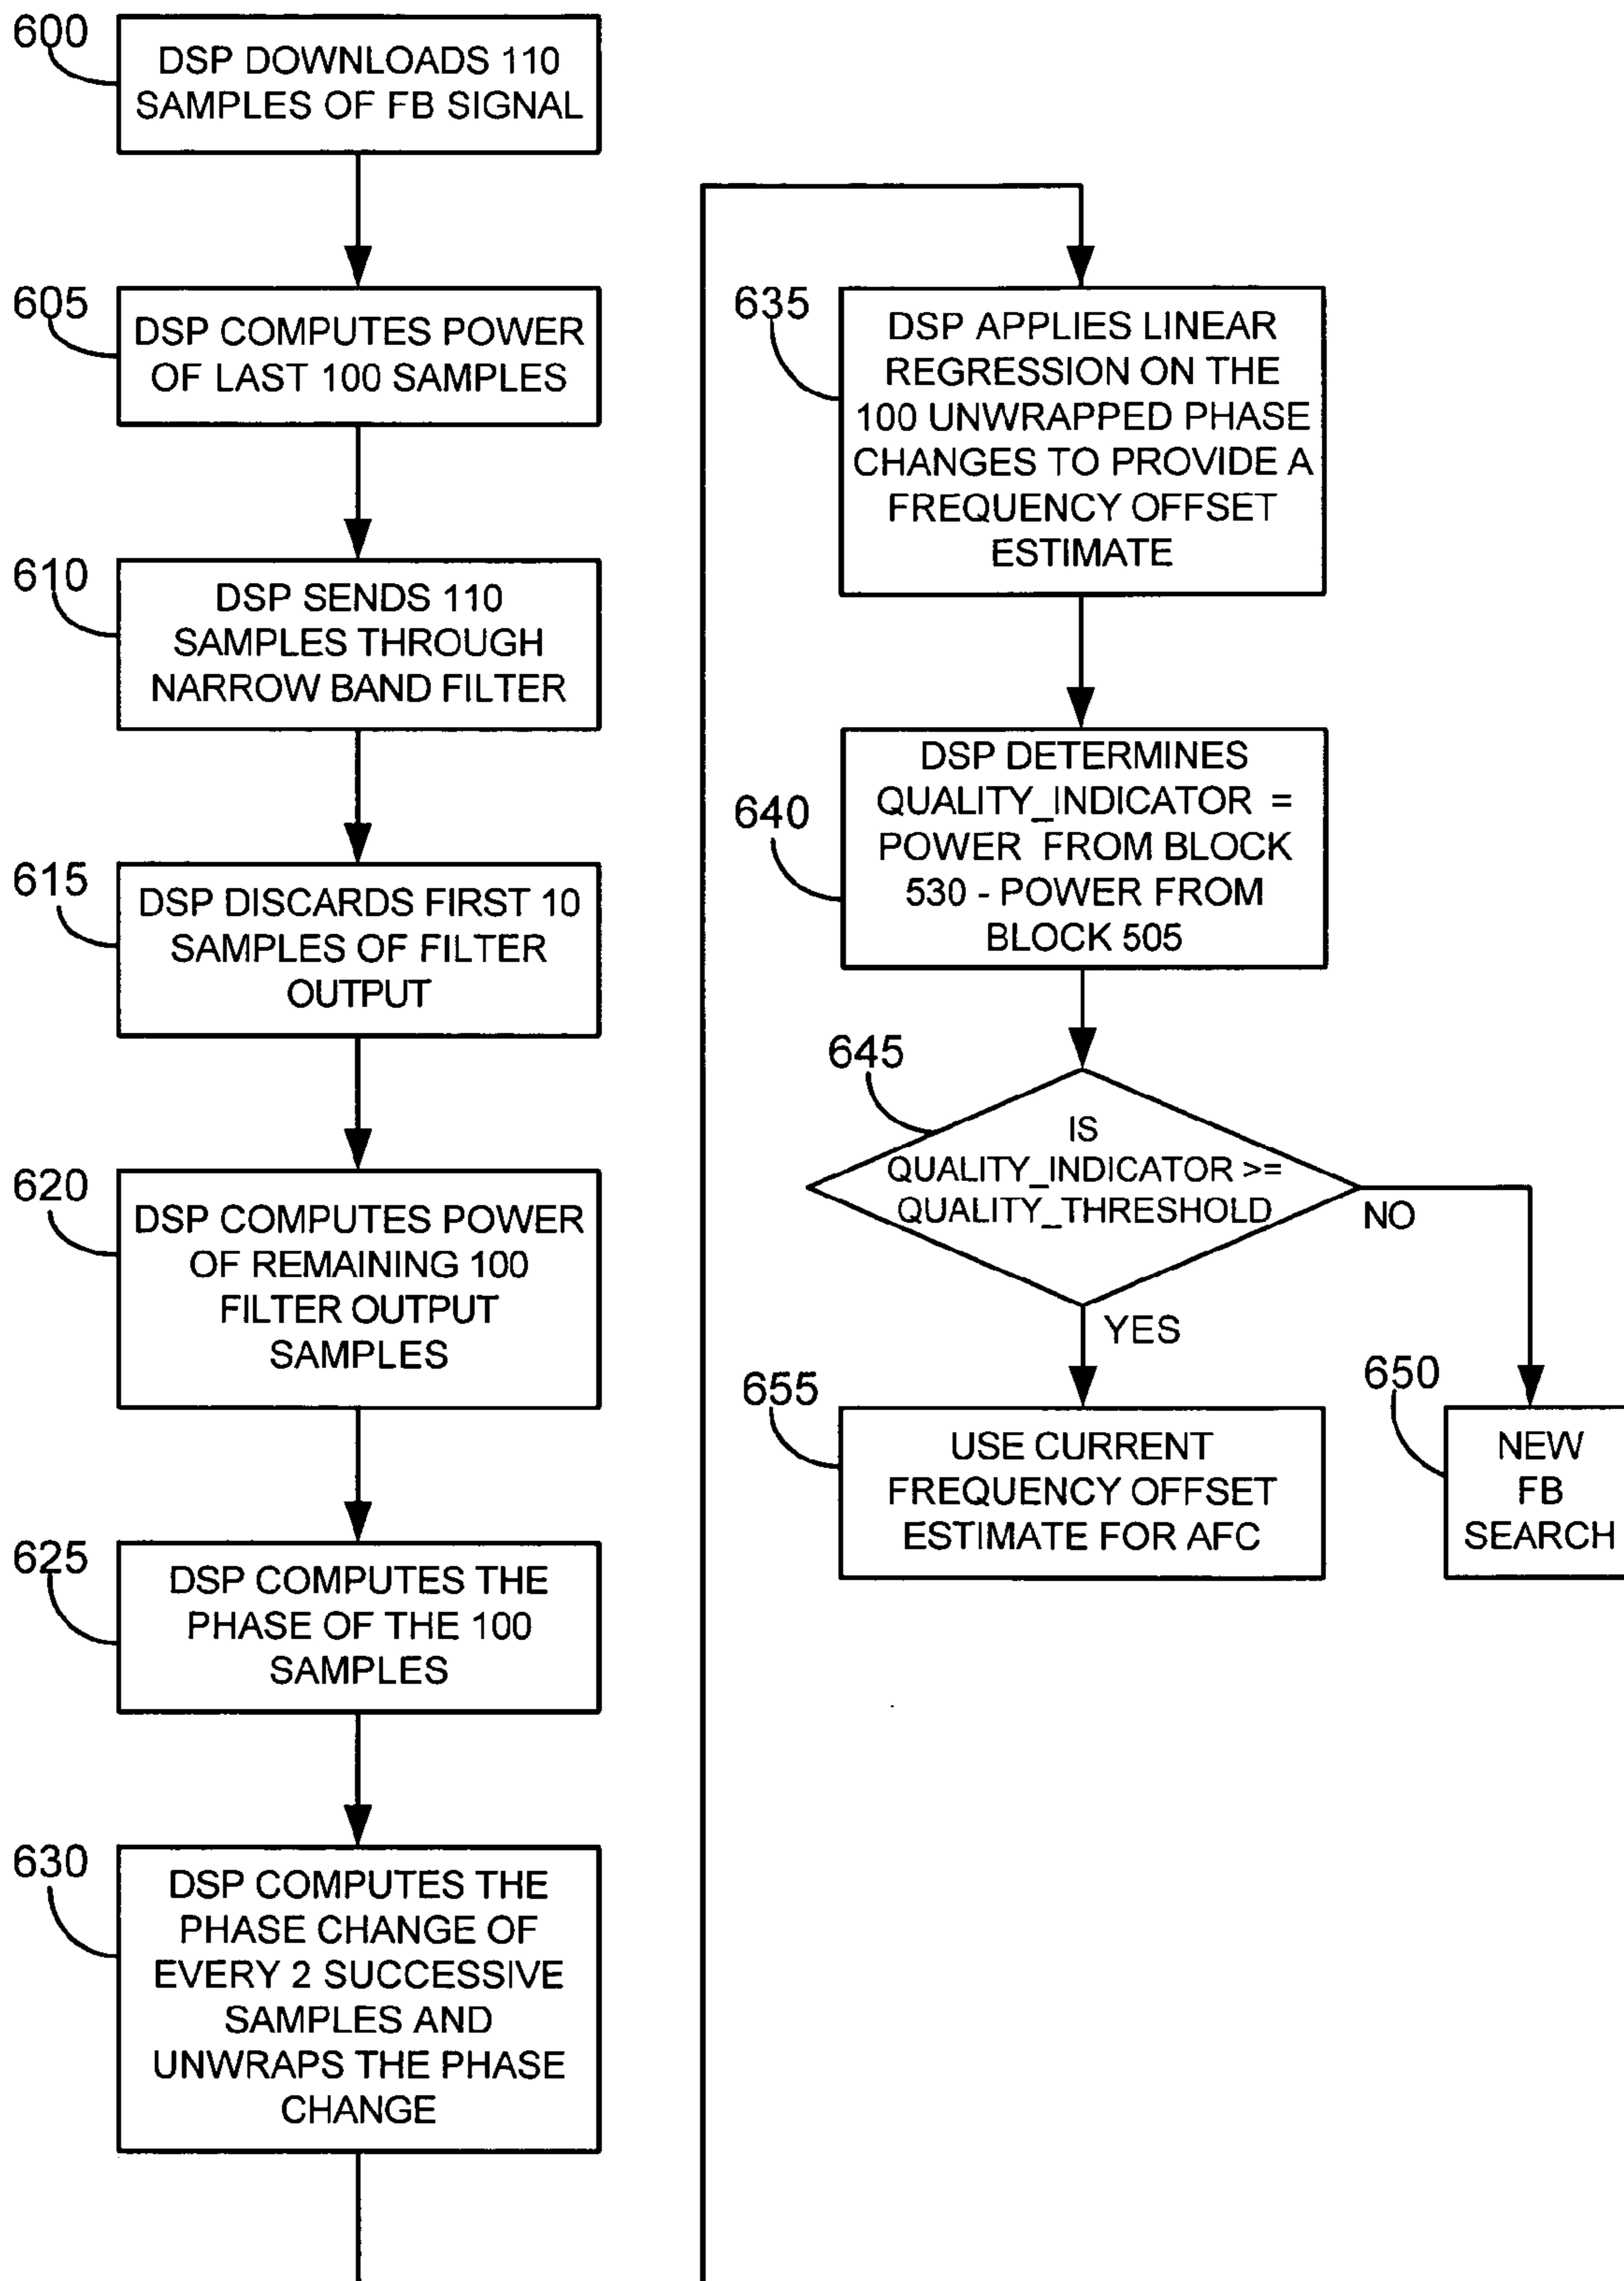 600
DSP DOWNLOADS 110
SAMPLES OF FB SIGNAL
605
DSP COMPUTES POWER
OF LAST 100 SAMPLES
610
DSP SENDS 110
SAMPLES THROUGH
NARROW BAND FILTER
615
DSP DISCARDS FIRST 10
SAMPLES OF FILTER
OUTPUT
620
DSP COMPUTES POWER
OF REMAINING 100
FILTER OUTPUT
SAMPLES
625
DSP COMPUTES THE
PHASE OF THE 100
SAMPLES
630
DSP COMPUTES THE
PHASE CHANGE OF
EVERY 2 SUCCESSIVE
SAMPLES AND
UNWRAPS THE PHASE
CHANGE
635
DSP APPLIES LINEAR
REGRESSION ON THE
100 UNWRAPPED PHASE
CHANGES TO PROVIDE A
FREQUENCY OFFSET
ESTIMATE
640
DSP DETERMINES
QUALITY_INDICATOR =
POWER FROM BLOCK
530 - POWER FROM
BLOCK 505
645
IS
QUALITY_INDICATOR >=
QUALITY_THRESHOLD
NO
YES
655
USE CURRENT
FREQUENCY OFFSET
ESTIMATE FOR AFC
650
NEW
FB
SEARCH